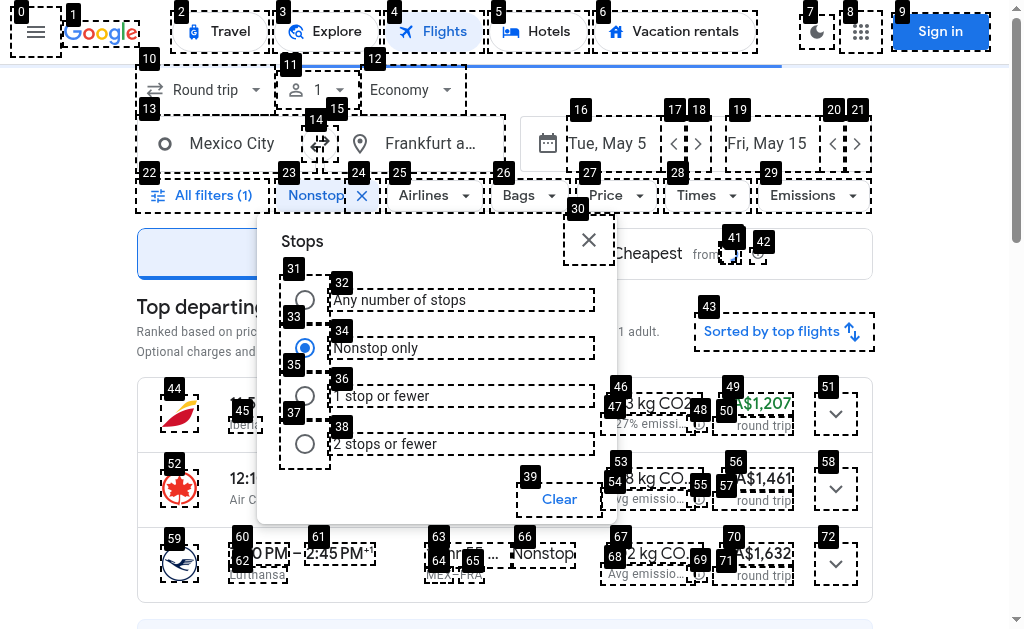 0 1 2 3 4 5 6 7 8 9
Google Travel Explore Flights Hotels Vacation rentals Sign in
10 11 12
Round trip 1 Economy
13 14 15 16 17 18 19 20 21
Mexico City Frankfurt a... Tue, May 5 Fri, May 15
22 23 24 25 26 27 28 29
All filters (1) Nonstop Airlines Bags Price Times Emissions
30
Stops
41 42
Cheapest from
31 32
Any number of stops
43
Top departing
Ranked based on
1 adult.
Sorted by top flights
Optional charges and
33 34
Nonstop only
35 36
1 stop or fewer
37 38
2 stops or fewer
39
Clear
44 45 46 47 48 49 50 51
kg CO2
A$1,207
Iberia
27% emissi...
round trip
52 53 54 55 56 57 58
12:1
8 kg CO...
A$1,461
Air C
Avg emissio...
round trip
59 60 61 62 63 64 65 66 67 68 69 70 71 72
0 PM – 2:45 PM+1
Nonstop
2 kg CO...
A$1,632
Lufthansa
MEX–FRA
Avg emissio...
round trip